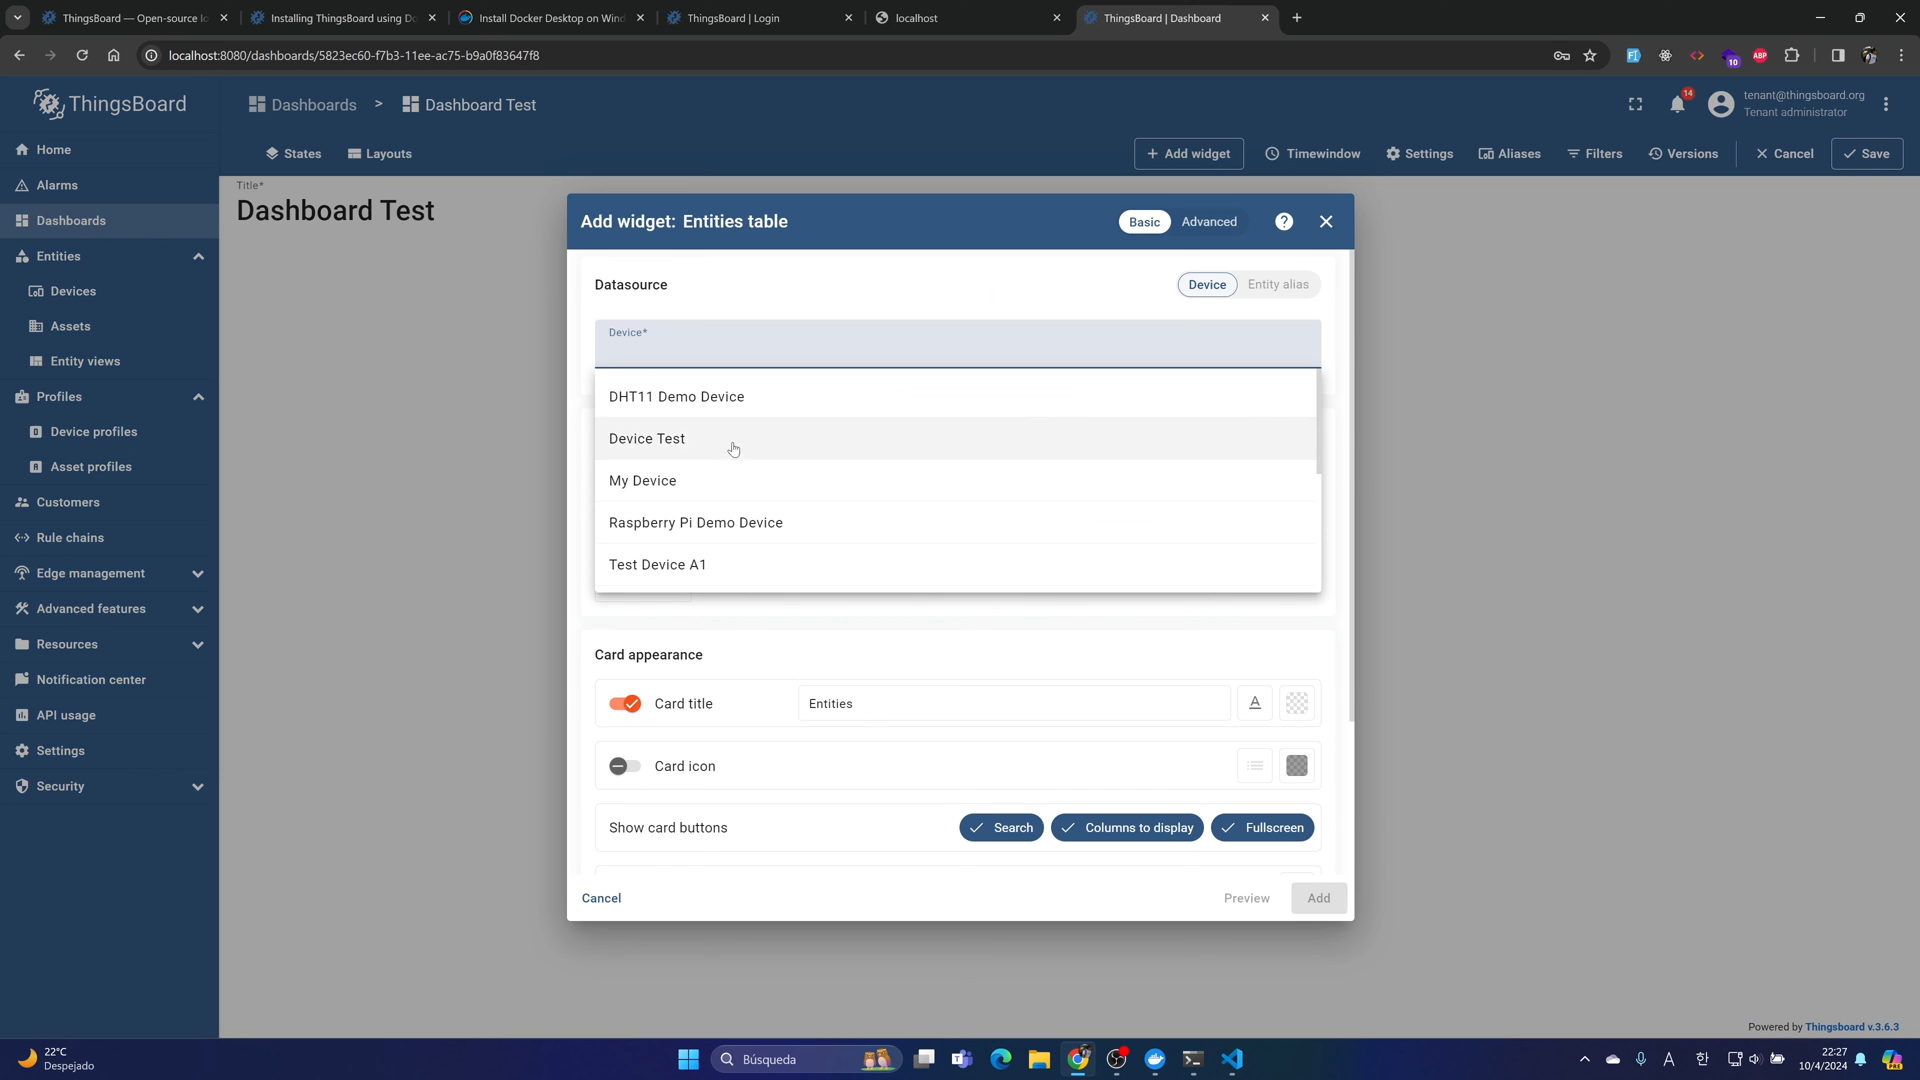 ThingsBoard — Open-source Io
Installing ThingsBoard using Do
Install Docker Desktop on Wind
ThingsBoard | Login
localhost
ThingsBoard | Dashboard
localhost:8080/dashboards/5823ec60-f7b3-11ee-ac75-b9a0f83647f8
10
ABP
ThingsBoard
Dashboards > Dashboard Test
14
tenant@thingsboard.org
Tenant administrator
States
Layouts
+ Add widget
Timewindow
Settings
Aliases
Filters
Versions
Cancel
Save
Home
Alarms
Dashboards
Entities
Devices
Assets
Entity views
Profiles
Device profiles
Asset profiles
Customers
Rule chains
Edge management
Advanced features
Resources
Notification center
API usage
Settings
Security
Title*
Dashboard Test
Add widget: Entities table
Basic
Advanced
Datasource
Device
Entity alias
Device*
DHT11 Demo Device
Device Test
My Device
Raspberry Pi Demo Device
Test Device A1
Card appearance
Card title
Entities
Card icon
Show card buttons
Search
Columns to display
Fullscreen
Cancel
Preview
Add
Powered by Thingsboard v.3.6.3
22°C
Despejado
Búsqueda
A
한
22:27
10/4/2024
PRE